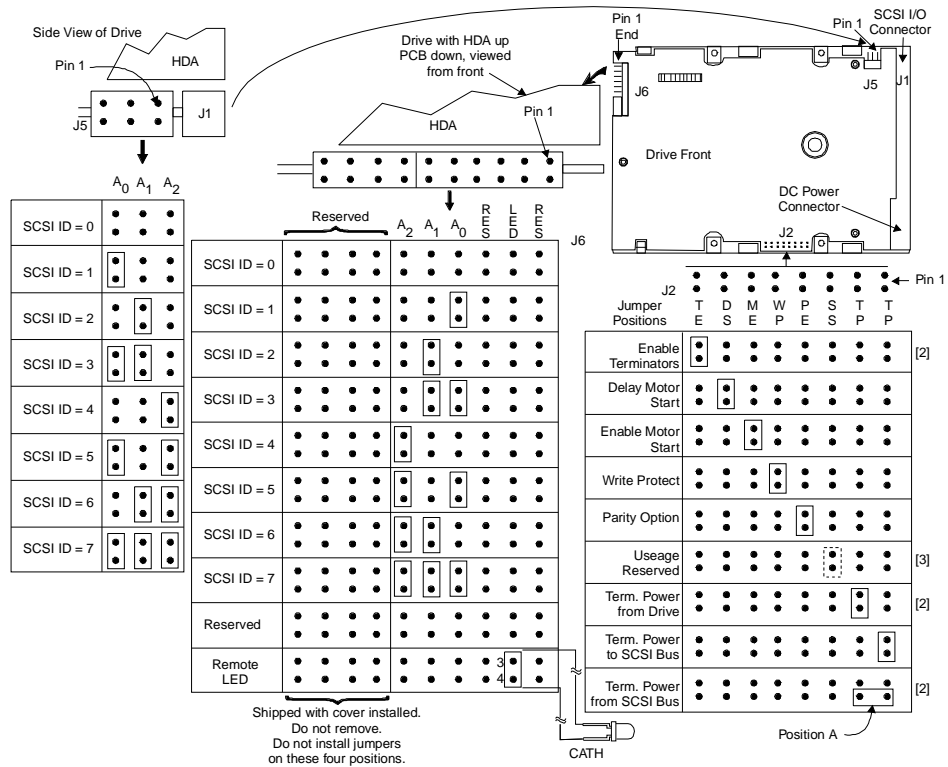 Side View of Drive
HDA
Pin 1
J5
J1
Drive with HDA up
PCB down, viewed
from front
HDA
Pin 1
Pin 1
End
Pin 1
SCSI I/O
Connector
J6
J5
J1
Drive Front
DC Power
Connector
J2
A0 A1 A2
SCSI ID = 0
SCSI ID = 1
SCSI ID = 2
SCSI ID = 3
SCSI ID = 4
SCSI ID = 5
SCSI ID = 6
SCSI ID = 7
Reserved
A2 A1 A0 RES LED RES
J6
SCSI ID = 0
SCSI ID = 1
SCSI ID = 2
SCSI ID = 3
SCSI ID = 4
SCSI ID = 5
SCSI ID = 6
SCSI ID = 7
Reserved
Remote
LED
3
4
Shipped with cover installed.
Do not remove.
Do not install jumpers
on these four positions.
CATH
Pin 1
J2
Jumper
Positions
TE DS ME WP PE SS TP TP
Enable
Terminators
[2]
Delay Motor
Start
Enable Motor
Start
Write Protect
Parity Option
Useage
Reserved
[3]
Term. Power
from Drive
[2]
Term. Power
to SCSI Bus
Term. Power
from SCSI Bus
[2]
Position A